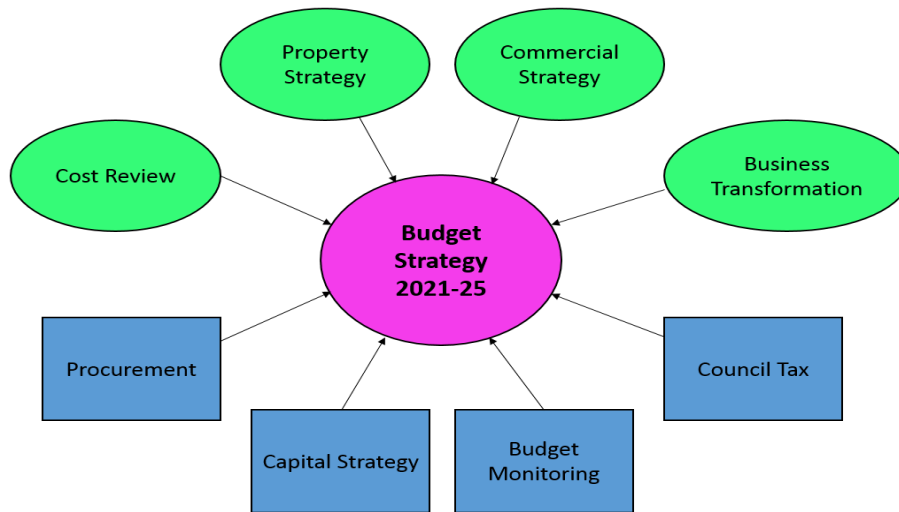 Property
Strategy
Commercial
Strategy
Cost Review
Business
Transformation
Budget
Strategy
2021-25
Procurement
Council Tax
Capital Strategy
Budget
Monitoring